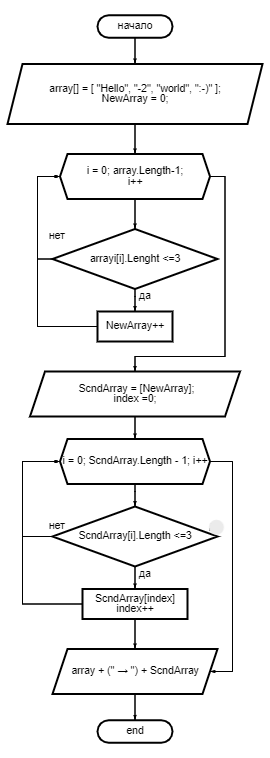 начало
array[] = [ "Hello", "-2", "world", ":-)" ];
NewArray = 0;
i = 0; array.Length-1;
i++
нет
arrayi[i].Lenght <=3
да
NewArray++
ScndArray = [NewArray];
index =0;
i = 0; ScndArray.Length - 1; i++
нет
ScndArray[i].Length <=3
да
ScndArray[index]
index++
array + (" → ") + ScndArray
end